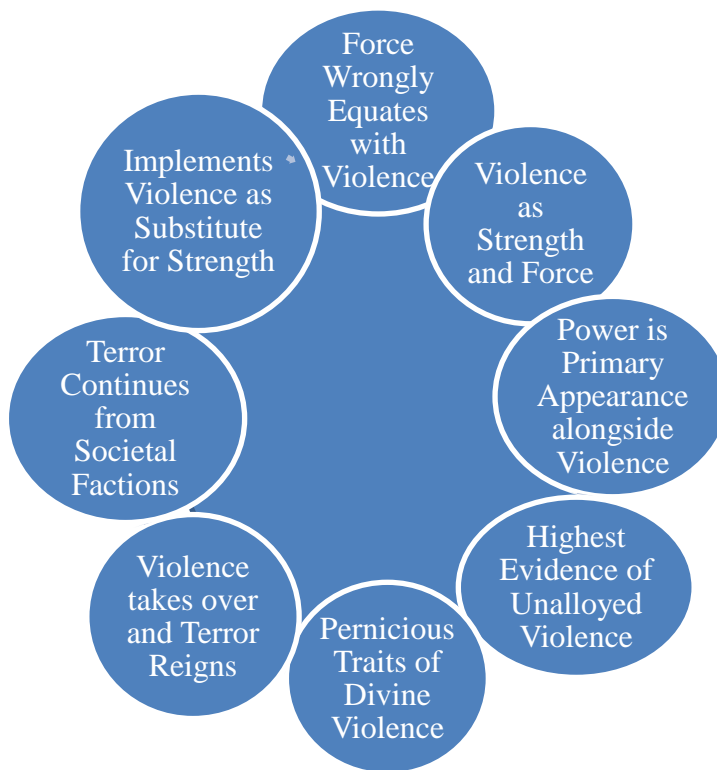 Force
Wrongly
Equates
with
Violence
Violence
as
Strength
and Force
Power is
Primary
Appearance
alongside
Violence
Highest
Evidence of
Unalloyed
Violence
Pernicious
Traits of
Divine
Violence
Violence
takes over
and Terror
Reigns
Terror
Continues
from
Societal
Factions
Implements
Violence as
Substitute
for Strength